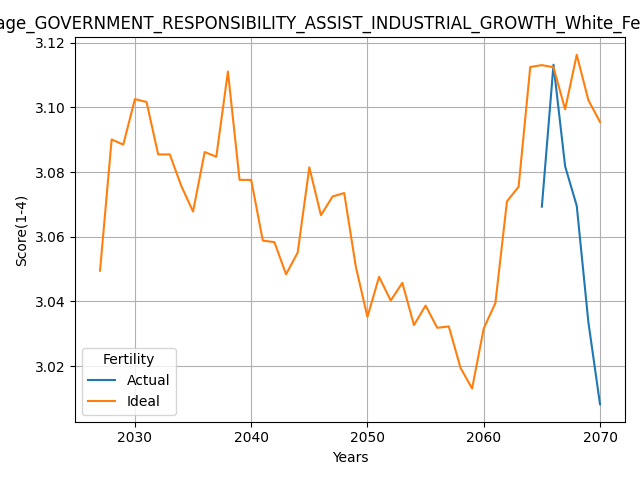 age_GOVERNMENT_RESPONSIBILITY_ASSIST_INDUSTRIAL_GROWTH_White_Fe
3.12
3.10
3.08
3.06
3.04
3.02
Score(1-4)
Fertility
Actual
Ideal
2030
2040
2050
2060
2070
Years